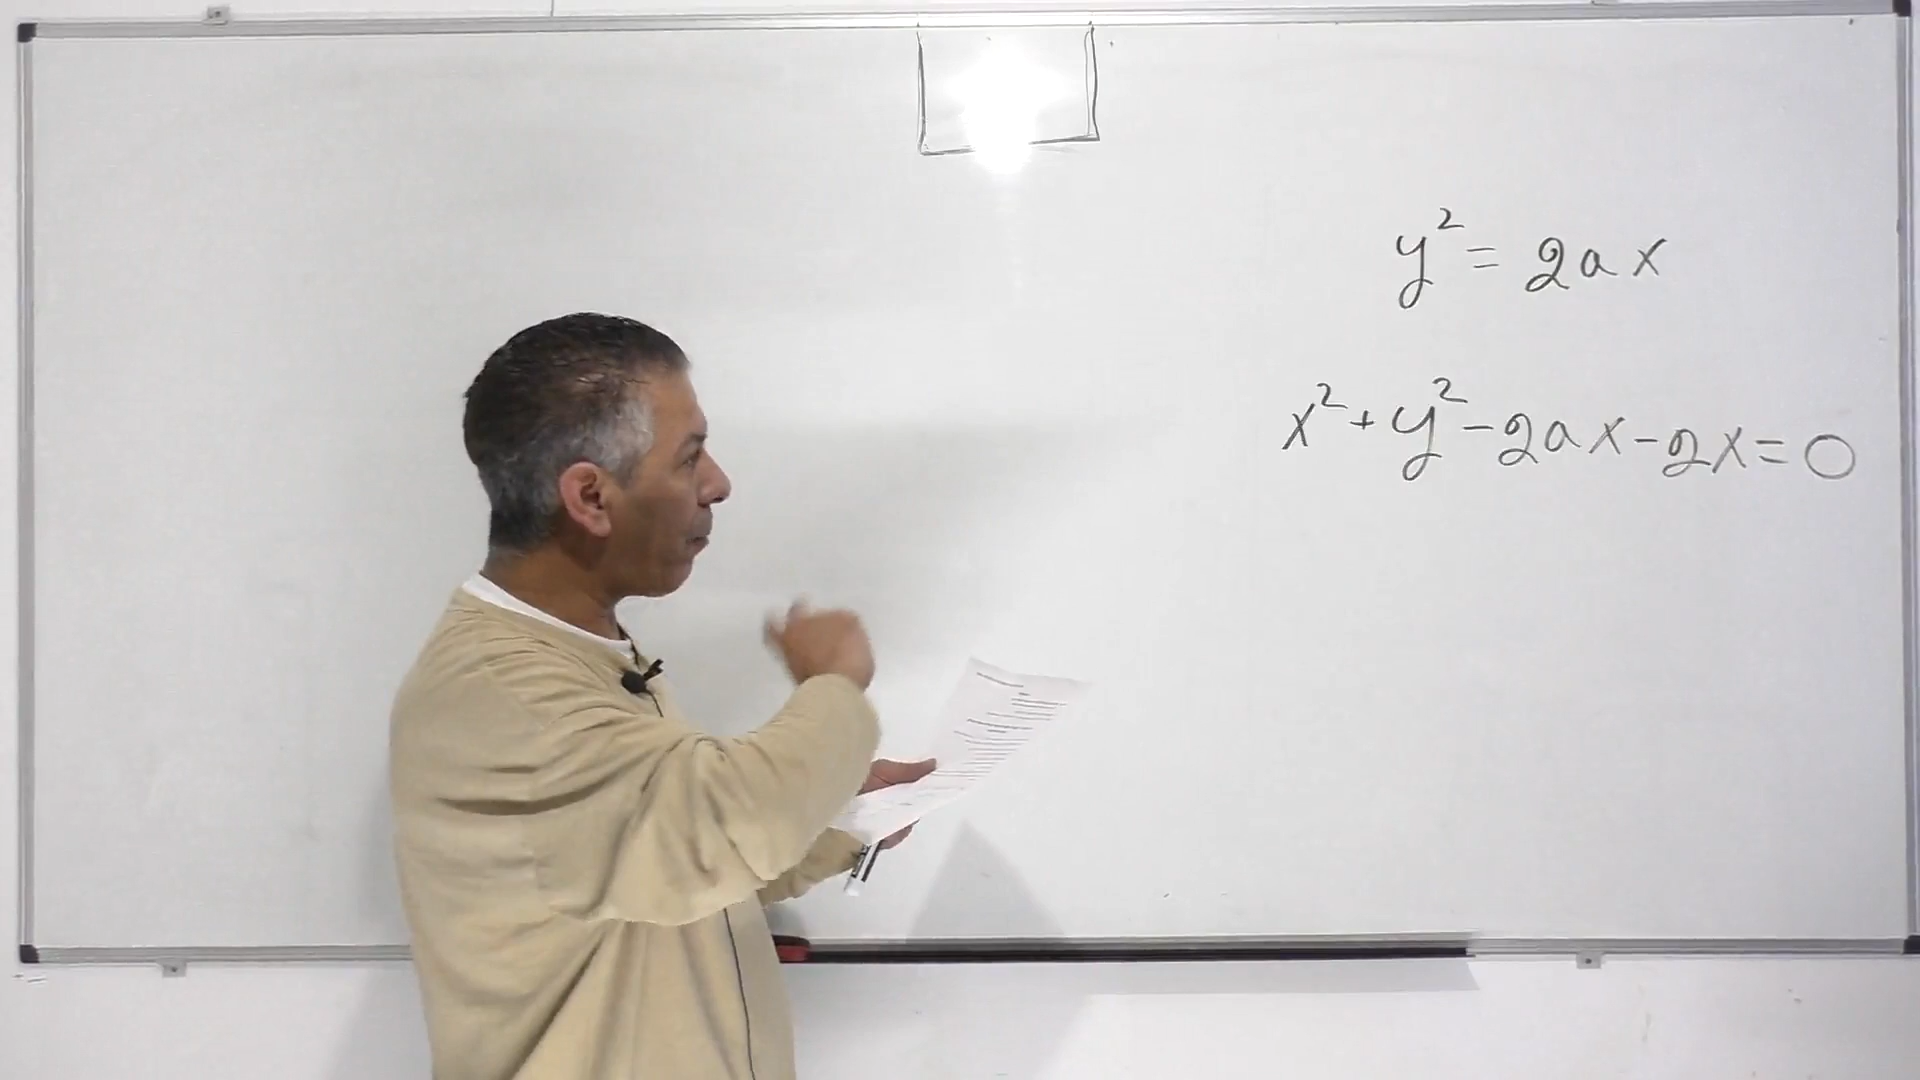 y² = 2ax
x² + y² - 2ax - 2x = 0